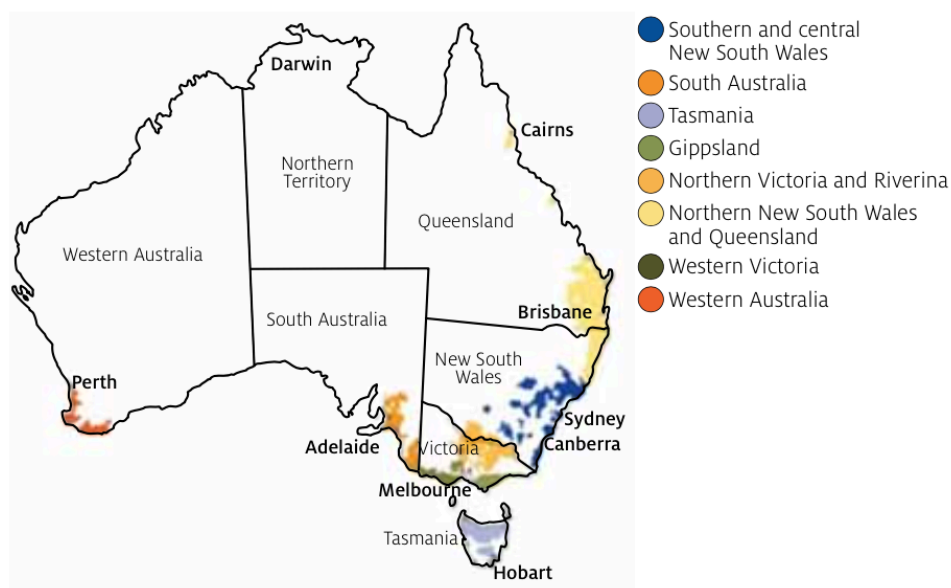 Darwin
Cairns
Northern
Territory
Queensland
Western Australia
Brisbane
South Australia
New South
Wales
Perth
Sydney
Canberra
Adelaide
Victoria
Melbourne
Tasmania
Hobart
Southern and central
New South Wales
South Australia
Tasmania
Gippsland
Northern Victoria and Riverina
Northern New South Wales
and Queensland
Western Victoria
Western Australia